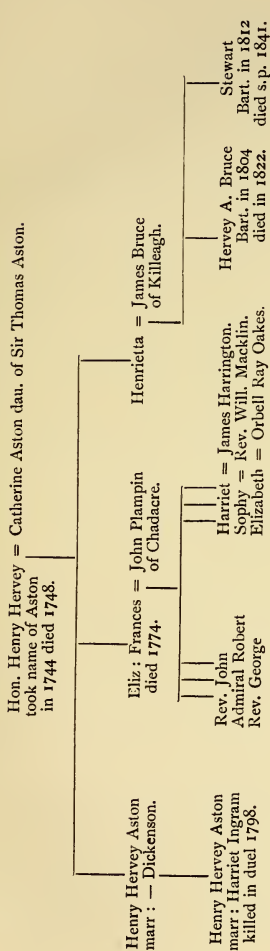 Hon. Henry Hervey = Catherine Aston dau. of Sir Thomas Aston.
took name of Aston
in 1744 died 1748.
Henry Hervey Aston
marr : — Dickenson.
Eliz : Frances = John Plampin
died 1774. of Chadacre.
Henrietta = James Bruce
of Killeagh.
Henry Hervey Aston
marr : Harriet Ingram
killed in duel 1798.
Rev. John
Admiral Robert
Rev. George
Harriet = James Harrington.
Sophy = Rev. Will. Macklin.
Elizabeth = Orbell Ray Oakes.
Hervey A. Bruce
Bart. in 1804
died in 1822.
Stewart
Bart. in 1812
died s.p. 1841.